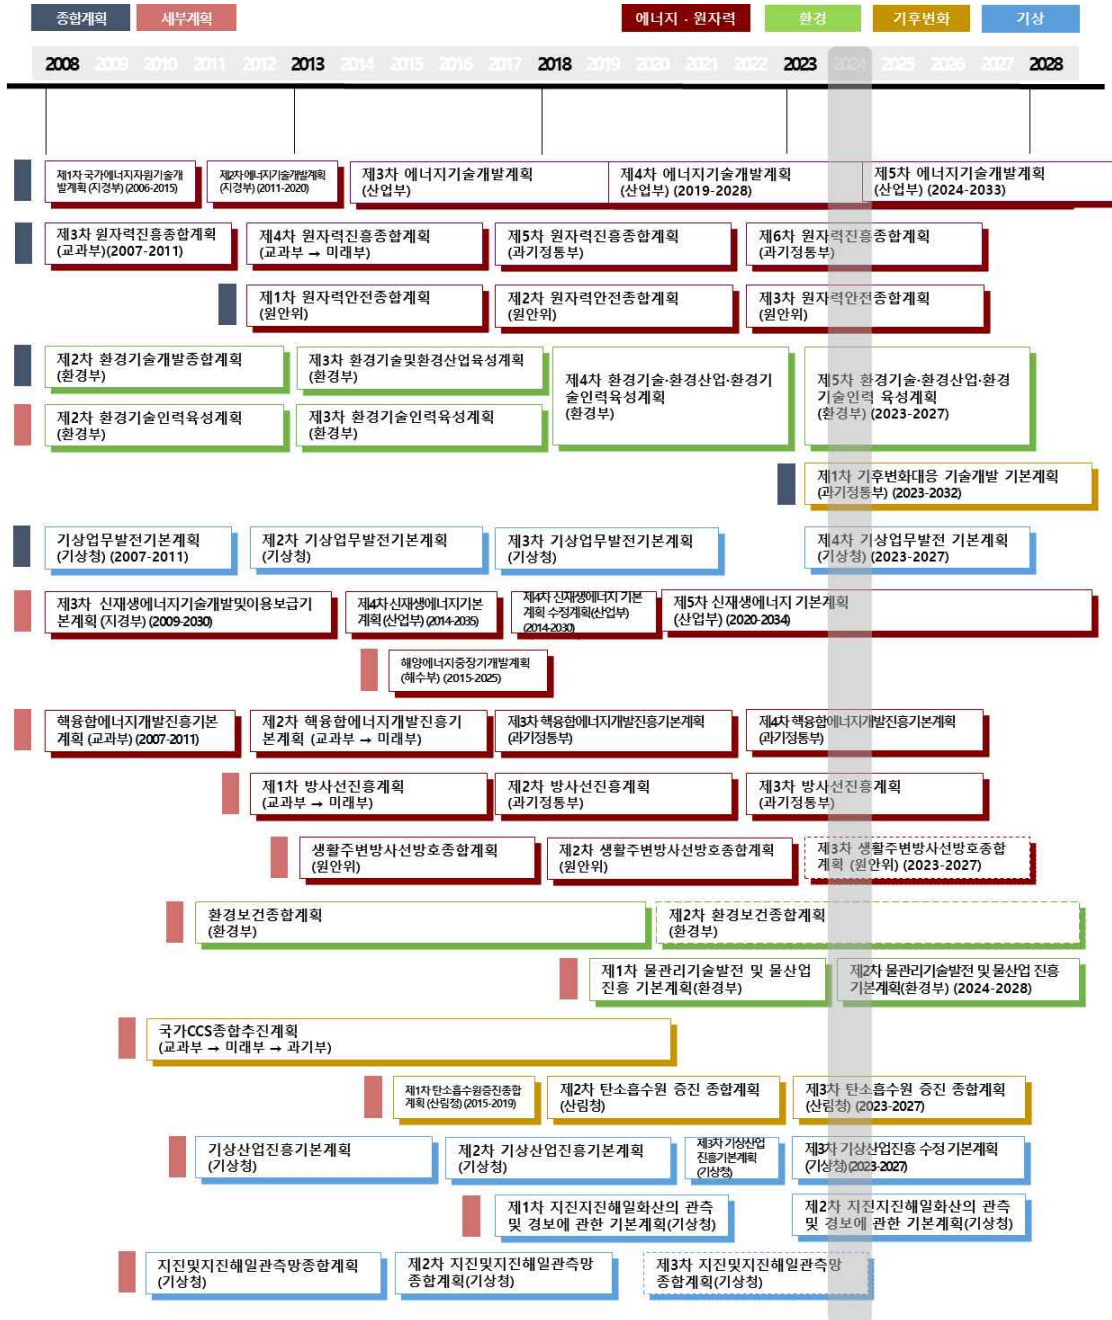 종합계획 세부계획 에너지 · 원자력 환경 기후변화 기상
2008 2009 2010 2011 2012 2013 2014 2015 2016 2017 2018 2019 2020 2021 2022 2023 2024 2025 2026 2027 2028
제1차 국가에너지자원기술개
발계획 (지경부) (2006-2015)
제2차 에너지기술개발계획
(지경부) (2011-2020)
제3차 에너지기술개발계획
(산업부)
제4차 에너지기술개발계획
(산업부) (2019-2028)
제5차 에너지기술개발계획
(산업부) (2024-2033)
제3차 원자력진흥종합계획
(교과부)(2007-2011)
제4차 원자력진흥종합계획
(교과부 → 미래부)
제5차 원자력진흥종합계획
(과기정통부)
제6차 원자력진흥종합계획
(과기정통부)
제1차 원자력안전종합계획
(원안위)
제2차 원자력안전종합계획
(원안위)
제3차 원자력안전종합계획
(원안위)
제2차 환경기술개발종합계획
(환경부)
제3차 환경기술및환경산업육성계획
(환경부)
제4차 환경기술·환경산업·환경기
술인력육성계획
(환경부)
제5차 환경기술·환경산업·환경
기술인력 육성계획
(환경부) (2023-2027)
제2차 환경기술인력육성계획
(환경부)
제3차 환경기술인력육성계획
(환경부)
제1차 기후변화대응 기술개발 기본계획
(과기정통부) (2023-2032)
기상업무발전기본계획
(기상청) (2007-2011)
제2차 기상업무발전기본계획
(기상청)
제3차 기상업무발전기본계획
(기상청)
제4차 기상업무발전 기본계획
(기상청) (2023-2027)
제3차 신재생에너지기술개발및이용보급기
본계획 (지경부) (2009-2030)
제4차 신재생에너지기본
계획(산업부) (2014-2035)
제4차 신재생에너지 기본
계획 수정계획(산업부)
(2014-2030)
제5차 신재생에너지 기본계획
(산업부) (2020-2034)
해양에너지중장기개발계획
(해수부) (2015-2025)
핵융합에너지개발진흥기본
계획 (교과부) (2007-2011)
제2차 핵융합에너지개발진흥기
본계획 (교과부 → 미래부)
제3차 핵융합에너지개발진흥기본계획
(과기정통부)
제4차 핵융합에너지개발진흥기본계획
(과기정통부)
제1차 방사선진흥계획
(교과부 → 미래부)
제2차 방사선진흥계획
(과기정통부)
제3차 방사선진흥계획
(과기정통부)
생활주변방사선방호종합계획
(원안위)
제2차 생활주변방사선방호종합계획
(원안위)
제3차 생활주변방사선방호종합
계획 (원안위) (2023-2027)
환경보건종합계획
(환경부)
제2차 환경보건종합계획
(환경부)
제1차 물관리기술발전 및 물산업
진흥 기본계획(환경부)
제2차 물관리기술발전 및 물산업 진흥
기본계획(환경부) (2024-2028)
국가CCS종합추진계획
(교과부 → 미래부 → 과기부)
제1차 탄소흡수원증진종합
계획 (산림청) (2015-2019)
제2차 탄소흡수원 증진 종합계획
(산림청)
제3차 탄소흡수원 증진 종합계획
(산림청) (2023-2027)
기상산업진흥기본계획
(기상청)
제2차 기상산업진흥기본계획
(기상청)
제3차 기상산업
진흥기본계획
(기상청)
제3차 기상산업진흥 수정 기본계획
(기상청) (2023-2027)
제1차 지진지진해일화산의 관측
및 경보에 관한 기본계획(기상청)
제2차 지진지진해일화산의 관측
및 경보에 관한 기본계획(기상청)
지진및지진해일관측망종합계획
(기상청)
제2차 지진및지진해일관측망
종합계획(기상청)
제3차 지진및지진해일관측망
종합계획(기상청)